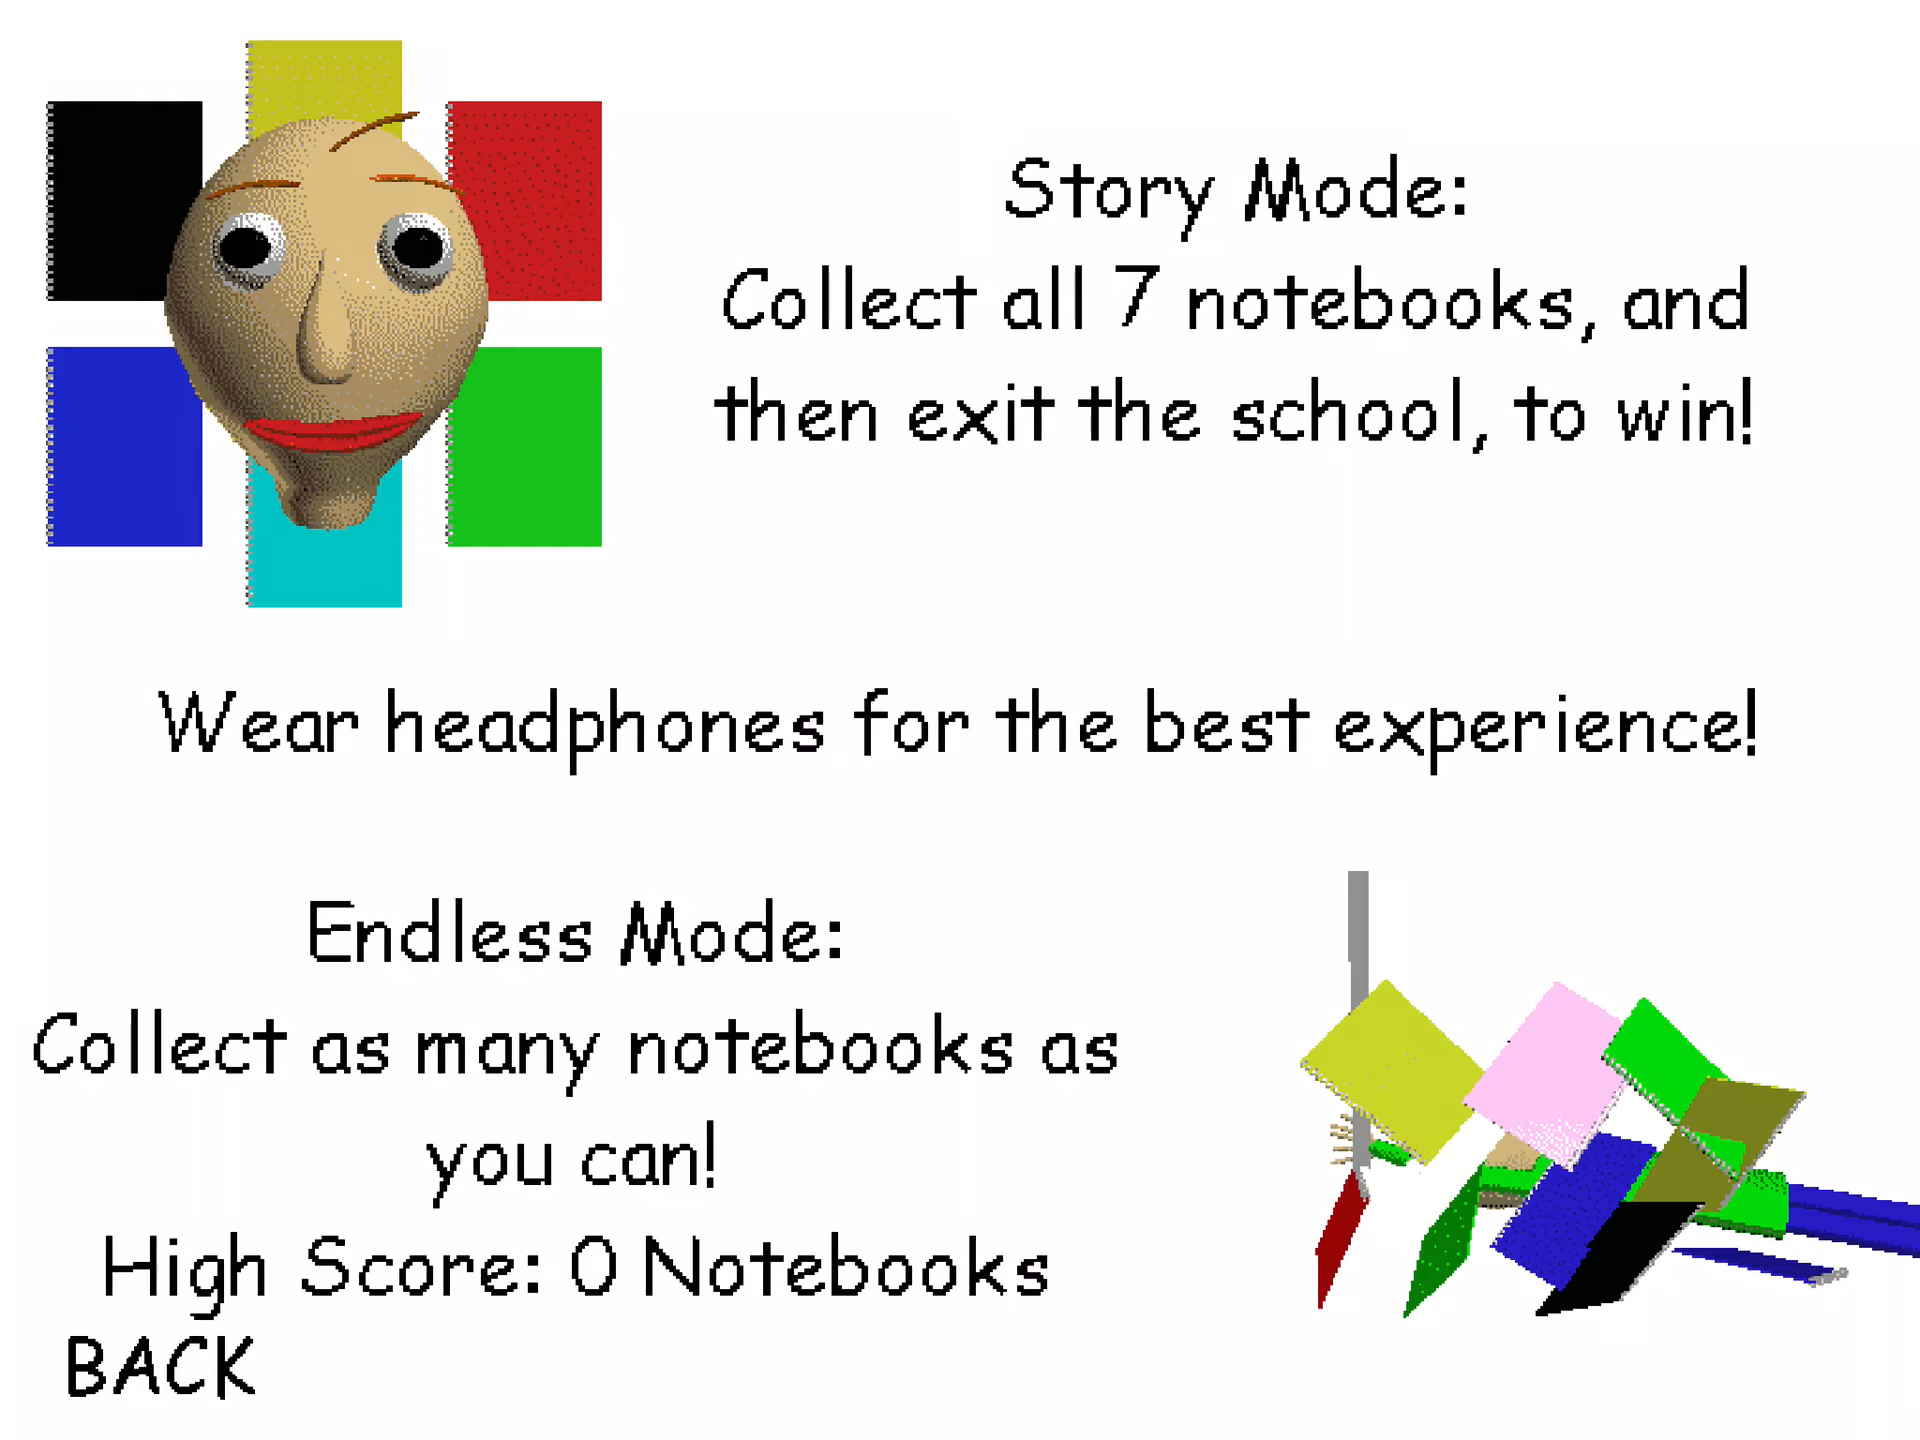 Story Mode:
Collect all 7 notebooks, and
then exit the school, to win!
Wear headphones for the best experience!
Endless Mode:
Collect as many notebooks as
you can!
High Score: 0 Notebooks
BACK